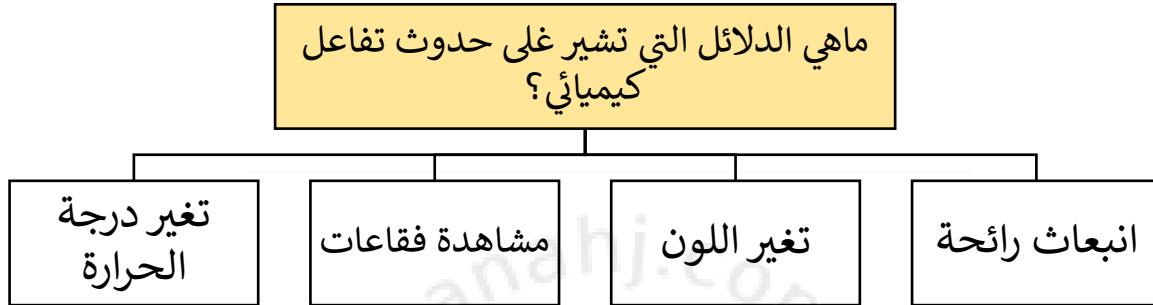 ماهي الدلائل التي تشير غلى حدوث تفاعل
كيميائي؟
انبعاث رائحة
تغير اللون
مشاهدة فقاعات
تغير درجة
الحرارة